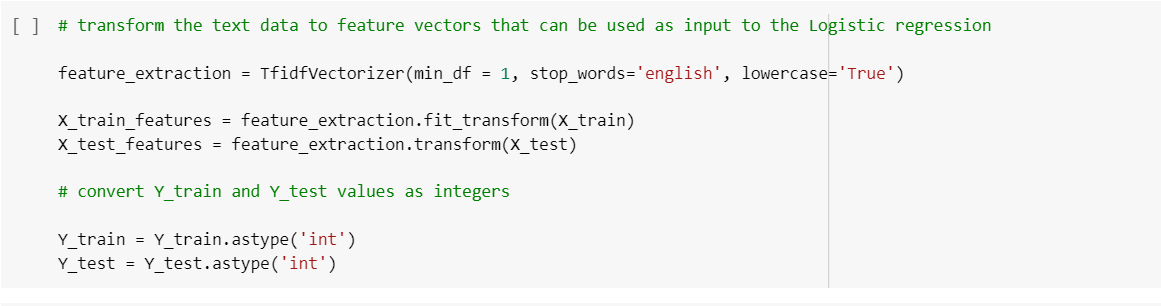 [ ] # transform the text data to feature vectors that can be used as input to the Logistic regression
feature_extraction = TfidfVectorizer(min_df = 1, stop_words='english', lowercase='True')
X_train_features = feature_extraction.fit_transform(X_train)
X_test_features = feature_extraction.transform(X_test)
# convert Y_train and Y_test values as integers
Y_train = Y_train.astype('int')
Y_test = Y_test.astype('int')